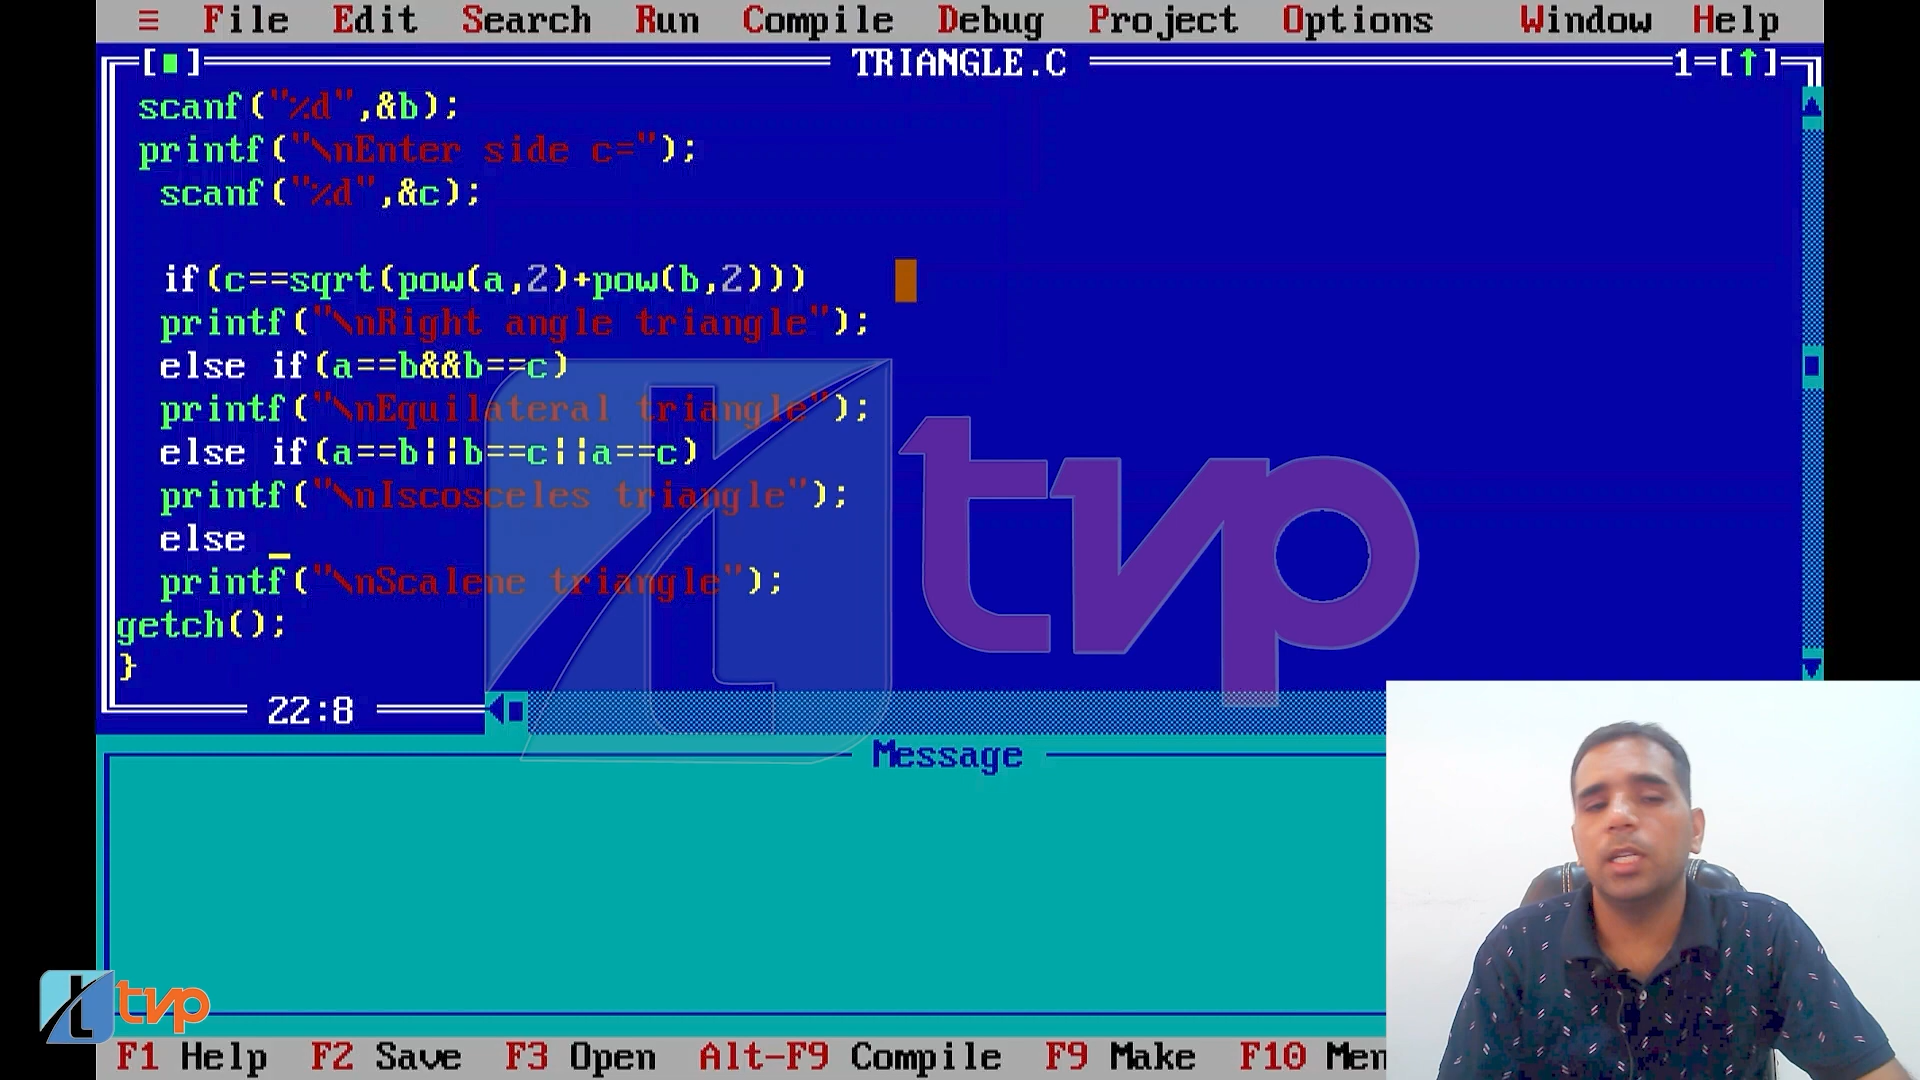 ≡ File Edit Search Run Compile Debug Project Options Window Help
[■] TRIANGLE.C 1=[↑]
scanf("%d",&b);
printf("\nEnter side c=");
scanf("%d",&c);
if(c==sqrt(pow(a,2)+pow(b,2)))
printf("\nRight angle triangle");
else if(a==b&&b==c)
printf("\nEquilateral triangle");
else if(a==b||b==c||a==c)
printf("\nIscosceles triangle");
else _
printf("\nScalene triangle");
getch();
}
22:8
tvp
Message
tvp
F1 Help F2 Save F3 Open Alt-F9 Compile F9 Make F10 Men